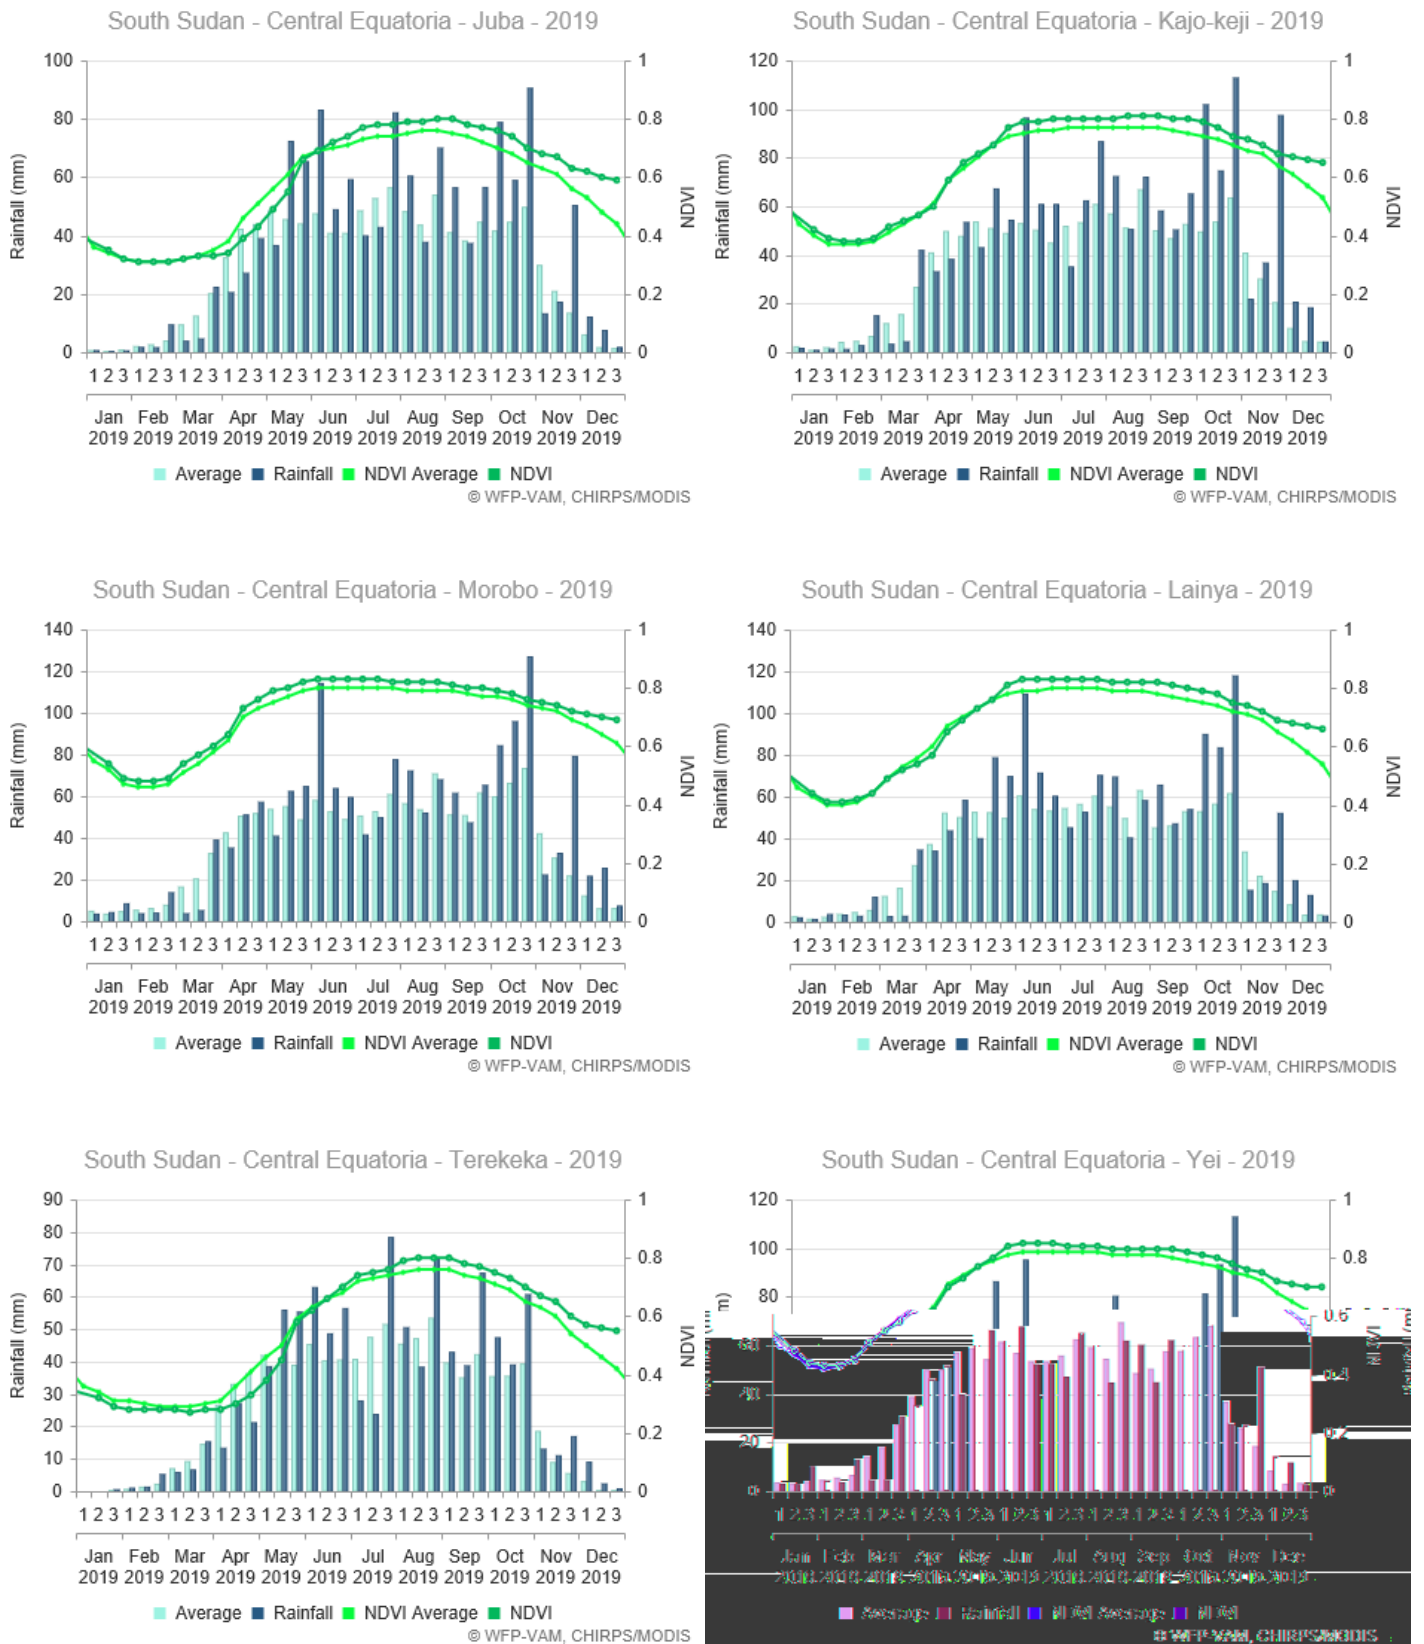 South Sudan - Central Equatoria - Juba - 2019
100
80
60
40
20
0
Rainfall (mm)
1
0.8
0.6
0.4
0.2
0
NDVI
1 2 3 1 2 3 1 2 3 1 2 3 1 2 3 1 2 3 1 2 3 1 2 3 1 2 3 1 2 3 1 2 3 1 2 3
Jan Feb Mar Apr May Jun Jul Aug Sep Oct Nov Dec
2019 2019 2019 2019 2019 2019 2019 2019 2019 2019 2019 2019
Average Rainfall NDVI Average NDVI
© WFP-VAM, CHIRPS/MODIS
South Sudan - Central Equatoria - Kajo-keji - 2019
120
100
80
60
40
20
0
Rainfall (mm)
1
0.8
0.6
0.4
0.2
0
NDVI
1 2 3 1 2 3 1 2 3 1 2 3 1 2 3 1 2 3 1 2 3 1 2 3 1 2 3 1 2 3 1 2 3 1 2 3
Jan Feb Mar Apr May Jun Jul Aug Sep Oct Nov Dec
2019 2019 2019 2019 2019 2019 2019 2019 2019 2019 2019 2019
Average Rainfall NDVI Average NDVI
© WFP-VAM, CHIRPS/MODIS
South Sudan - Central Equatoria - Morobo - 2019
140
120
100
80
60
40
20
0
Rainfall (mm)
1
0.8
0.6
0.4
0.2
0
NDVI
1 2 3 1 2 3 1 2 3 1 2 3 1 2 3 1 2 3 1 2 3 1 2 3 1 2 3 1 2 3 1 2 3 1 2 3
Jan Feb Mar Apr May Jun Jul Aug Sep Oct Nov Dec
2019 2019 2019 2019 2019 2019 2019 2019 2019 2019 2019 2019
Average Rainfall NDVI Average NDVI
© WFP-VAM, CHIRPS/MODIS
South Sudan - Central Equatoria - Lainya - 2019
140
120
100
80
60
40
20
0
Rainfall (mm)
1
0.8
0.6
0.4
0.2
0
NDVI
1 2 3 1 2 3 1 2 3 1 2 3 1 2 3 1 2 3 1 2 3 1 2 3 1 2 3 1 2 3 1 2 3 1 2 3
Jan Feb Mar Apr May Jun Jul Aug Sep Oct Nov Dec
2019 2019 2019 2019 2019 2019 2019 2019 2019 2019 2019 2019
Average Rainfall NDVI Average NDVI
© WFP-VAM, CHIRPS/MODIS
South Sudan - Central Equatoria - Terekeka - 2019
90
80
70
60
50
40
30
20
10
0
Rainfall (mm)
1
0.8
0.6
0.4
0.2
0
NDVI
1 2 3 1 2 3 1 2 3 1 2 3 1 2 3 1 2 3 1 2 3 1 2 3 1 2 3 1 2 3 1 2 3 1 2 3
Jan Feb Mar Apr May Jun Jul Aug Sep Oct Nov Dec
2019 2019 2019 2019 2019 2019 2019 2019 2019 2019 2019 2019
Average Rainfall NDVI Average NDVI
© WFP-VAM, CHIRPS/MODIS
South Sudan - Central Equatoria - Yei - 2019
120
100
80
20
0
1
0.8
0.6
0
Average Rainfall NDVI Average NDVI
© WFP-VAM, CHIRPS/MODIS